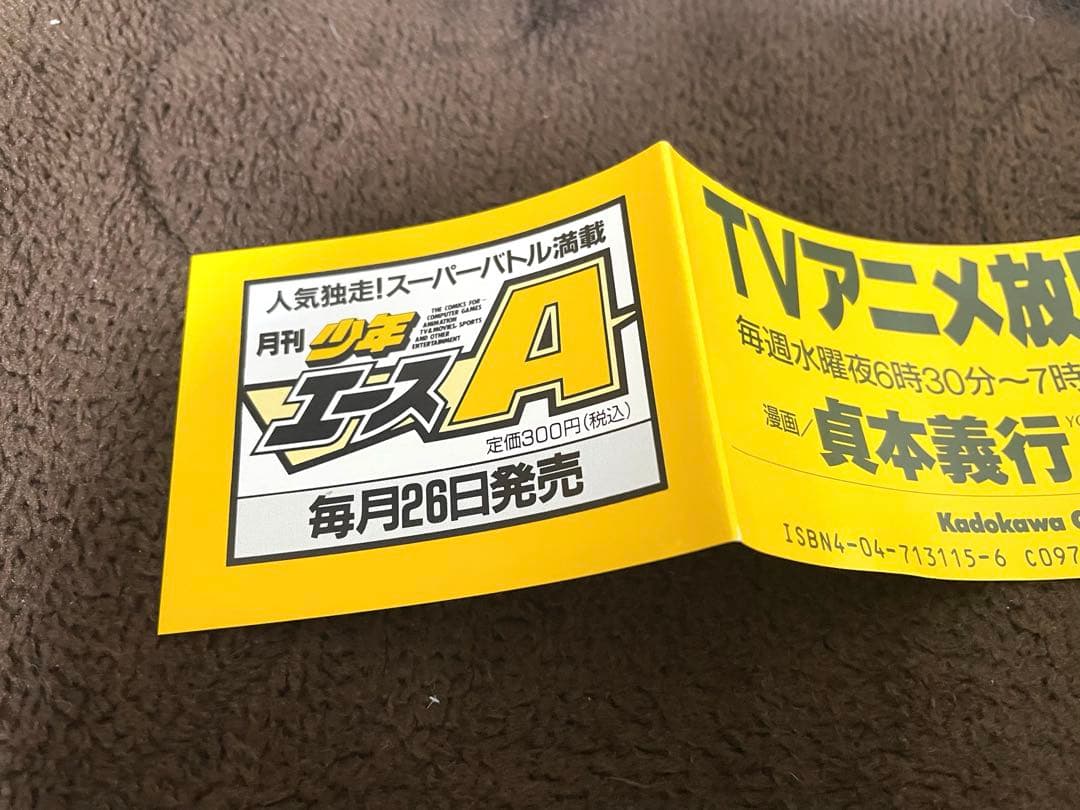 人気独走!スーパーバトル満載
月刊 少年
THE COMICS FOR
COMPUTER GAMES
ANIMATION
TV&MOVIES, SPORTS
AND OTHER
ENTERTAINMENT
エースA
定価300円(税込)
毎月26日発売
TVアニメ放
毎週水曜夜6時30分〜7時
漫画/貞本義行
Kadokawa
ISBN4-04-713115-6 C097